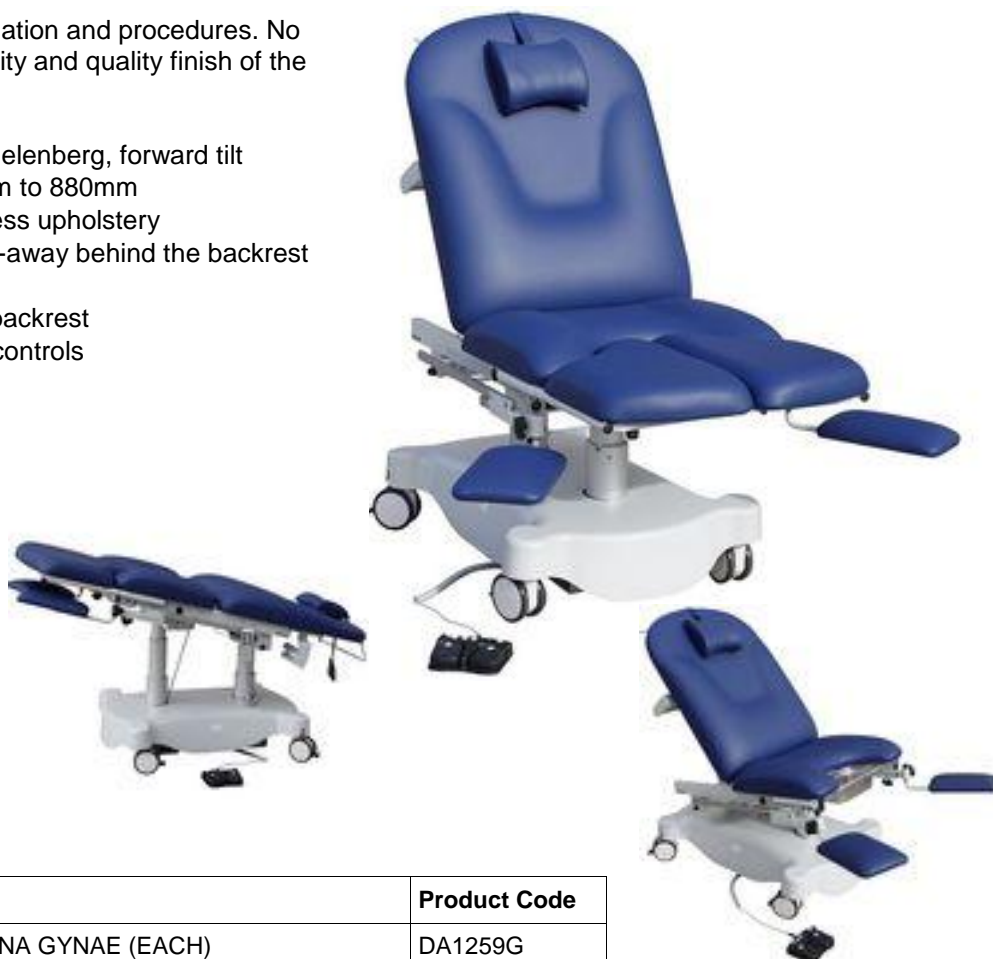 ation and procedures. No
ity and quality finish of the
elenberg, forward tilt
m to 880mm
ess upholstery
-away behind the backrest
backrest
controls
Product Code
NA GYNAE (EACH)
DA1259G